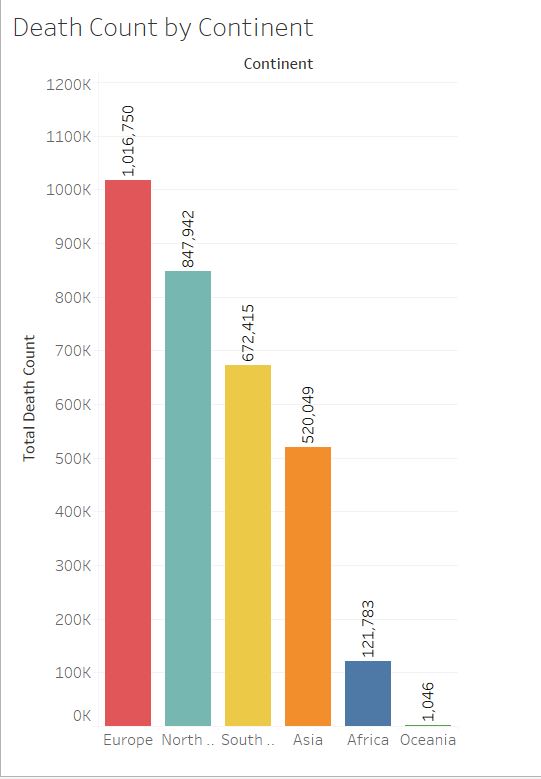 Death Count by Continent
Continent
Total Death Count
1200K
1100K
1000K
900K
800K
700K
600K
500K
400K
300K
200K
100K
0K
1,016,750
847,942
672,415
520,049
121,783
1,046
Europe North .. South .. Asia Africa Oceania